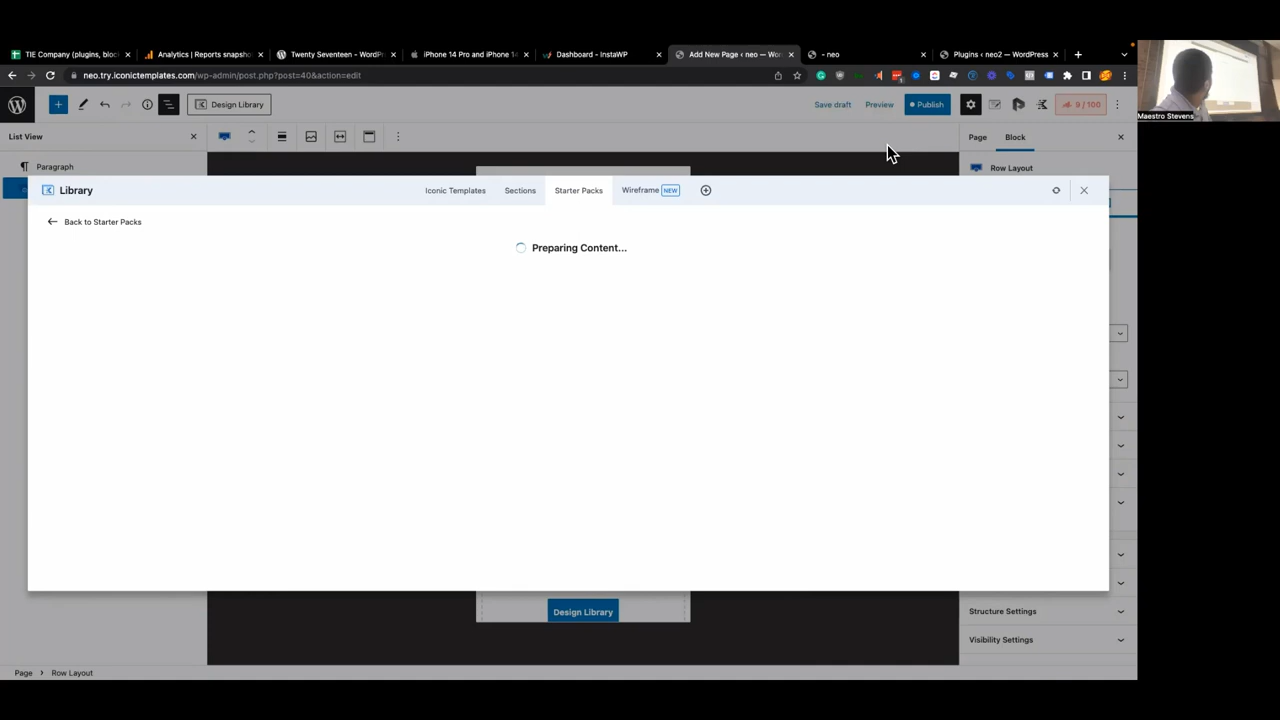 TIE Company (plugins, bloc
Analytics | Reports snapsho
Twenty Seventeen – WordPr
iPhone 14 Pro and iPhone 14
Dashboard - InstaWP
Add New Page ‹ neo — Wo
- neo
Plugins ‹ neo2 — WordPress
neo.try.iconictemplates.com/wp-admin/post.php?post=40&action=edit
Design Library
Save draft
Preview
Publish
9 / 100
Maestro Stevens
List View
Page
Block
Paragraph
Row Layout
Library
Iconic Templates
Sections
Starter Packs
Wireframe NEW
Back to Starter Packs
Preparing Content...
Design Library
Structure Settings
Visibility Settings
Page › Row Layout